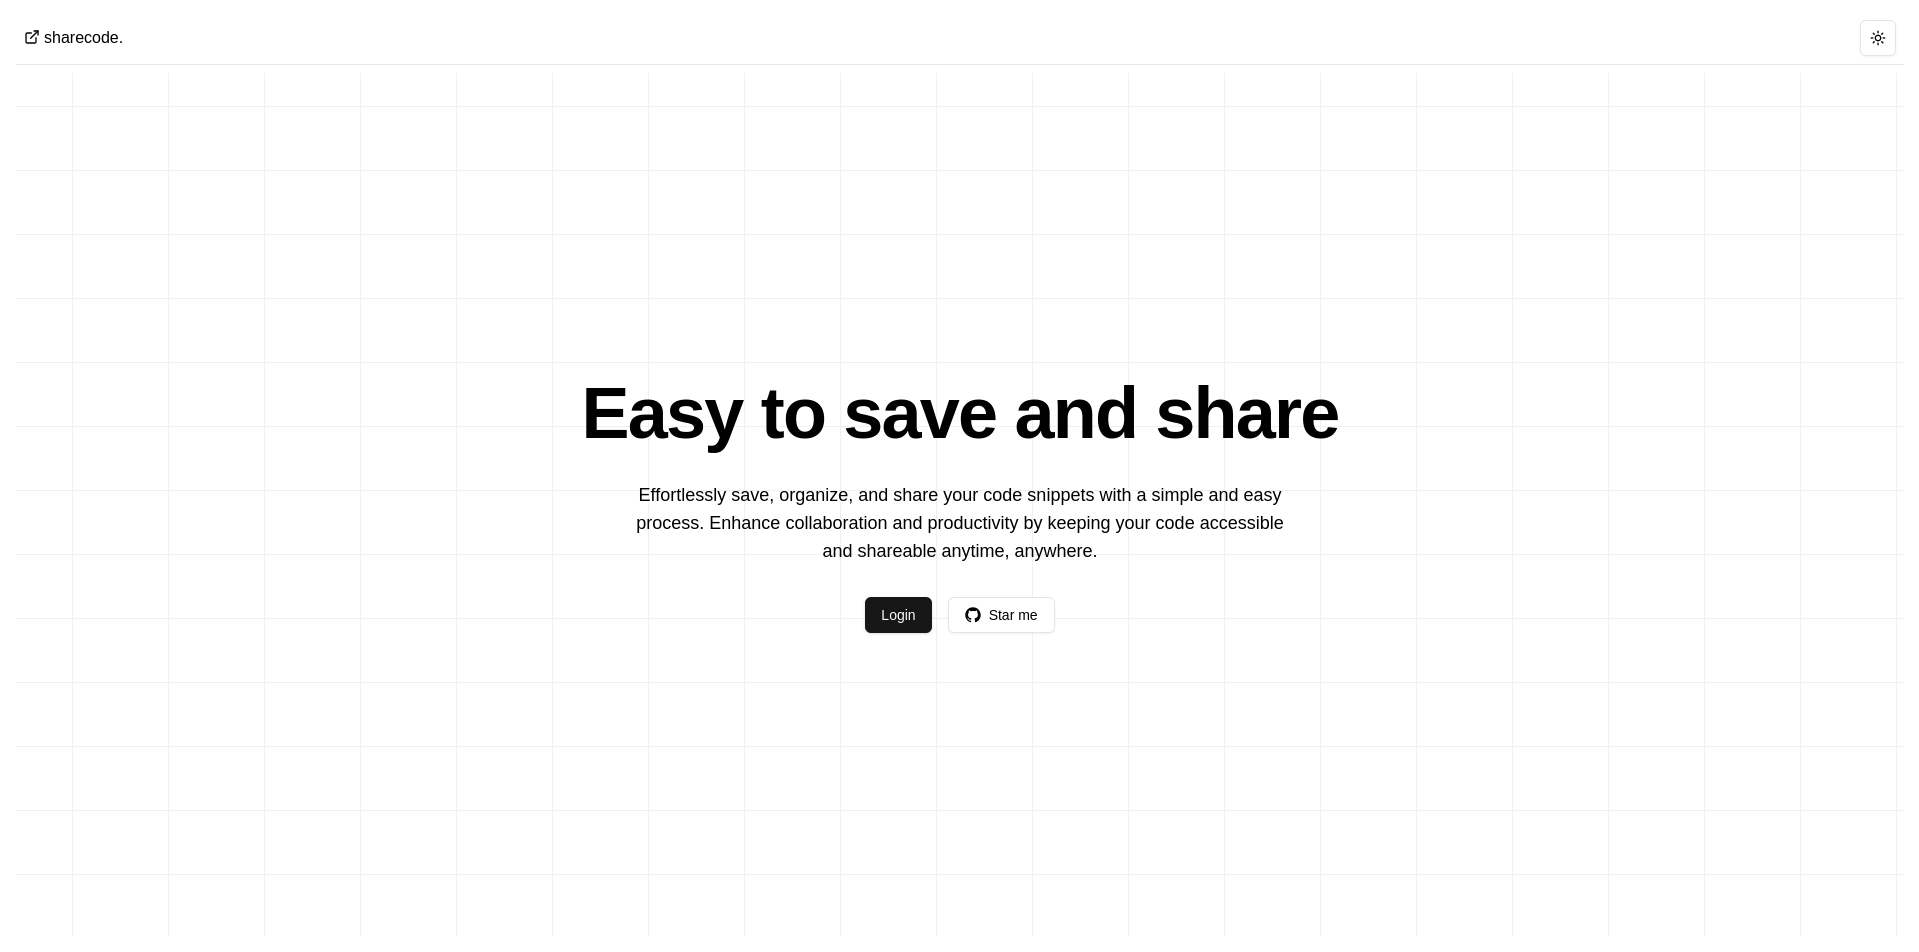 sharecode.
Easy to save and share
Effortlessly save, organize, and share your code snippets with a simple and easy
process. Enhance collaboration and productivity by keeping your code accessible
and shareable anytime, anywhere.
Login
Star me